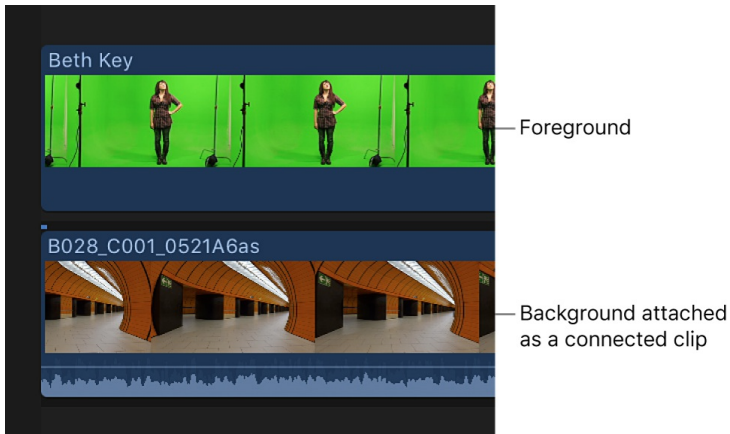 Beth Key
Foreground
B028_C001_0521A6as
Background attached
as a connected clip